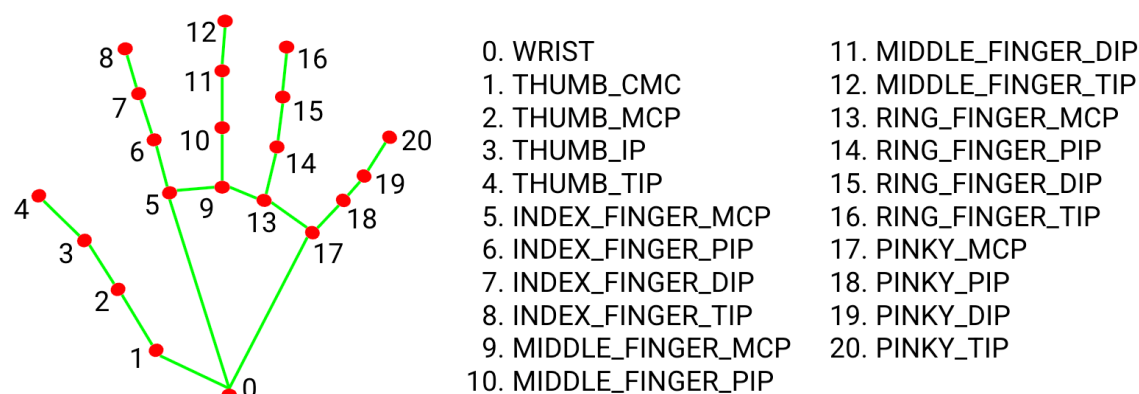 12
8
16
11
7
15
10
6
20
14
19
4
5
9
13
18
3
17
2
1
0
0. WRIST
1. THUMB_CMC
2. THUMB_MCP
3. THUMB_IP
4. THUMB_TIP
5. INDEX_FINGER_MCP
6. INDEX_FINGER_PIP
7. INDEX_FINGER_DIP
8. INDEX_FINGER_TIP
9. MIDDLE_FINGER_MCP
10. MIDDLE_FINGER_PIP
11. MIDDLE_FINGER_DIP
12. MIDDLE_FINGER_TIP
13. RING_FINGER_MCP
14. RING_FINGER_PIP
15. RING_FINGER_DIP
16. RING_FINGER_TIP
17. PINKY_MCP
18. PINKY_PIP
19. PINKY_DIP
20. PINKY_TIP